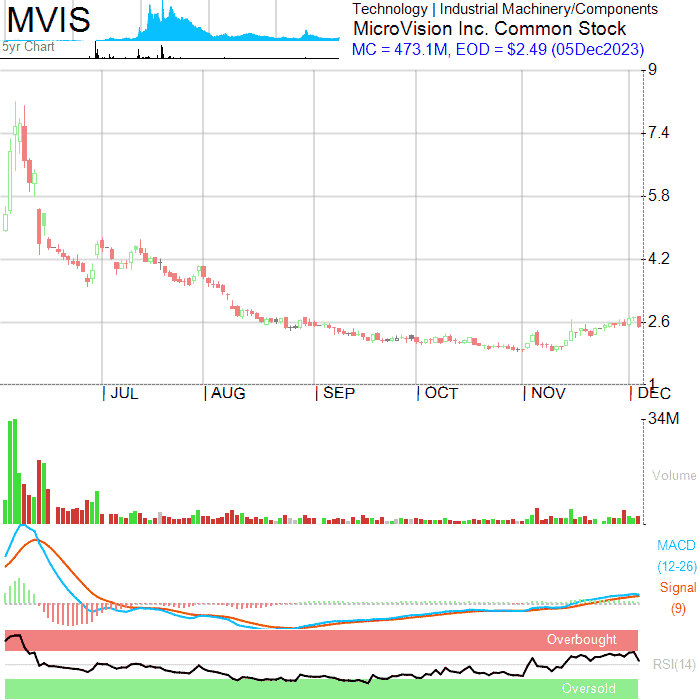 MVIS
5yr Chart
Technology | Industrial Machinery/Components
MicroVision Inc. Common Stock
MC = 473.1M, EOD = $2.49 (05Dec2023)
9
7.4
5.8
4.2
2.6
1
JUL AUG SEP OCT NOV DEC
34M
Volume
MACD
(12-26)
Signal
(9)
Overbought
RSI(14)
Oversold